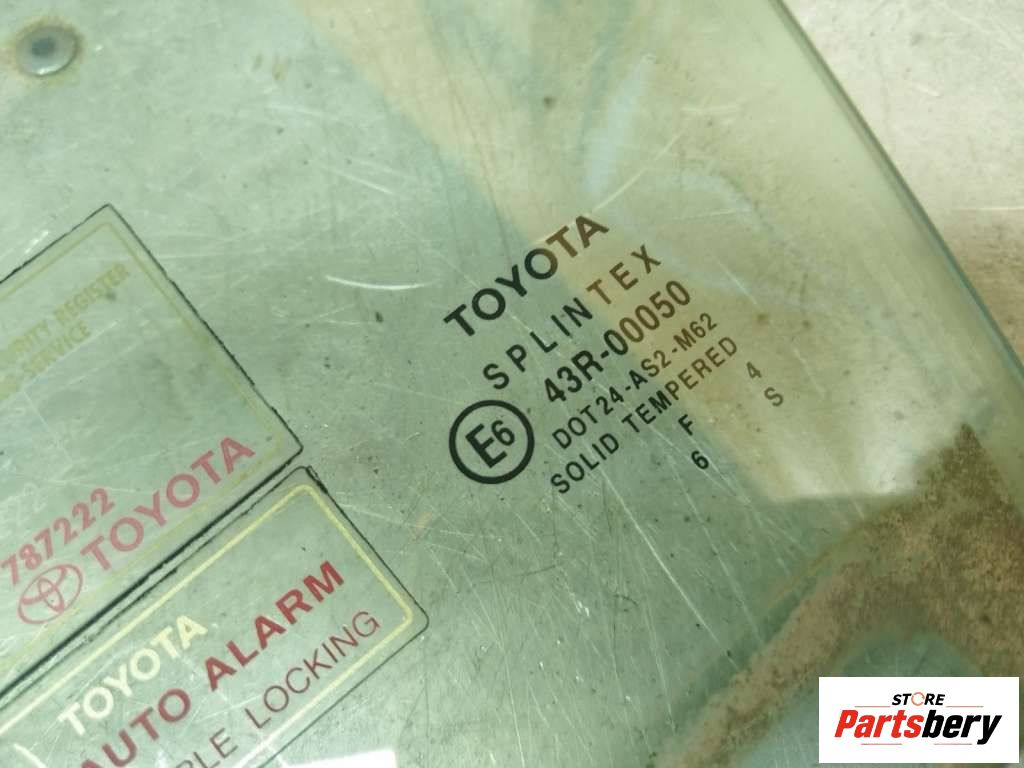 TOYOTA
SPLINTEX
43R-00050
E6
DOT24-AS2-M62
SOLID TEMPERED
F 4
6 S
REGISTER
SERVICE
787222
TOYOTA
TOYOTA
AUTO ALARM
LOCKING
STORE
Partsbery